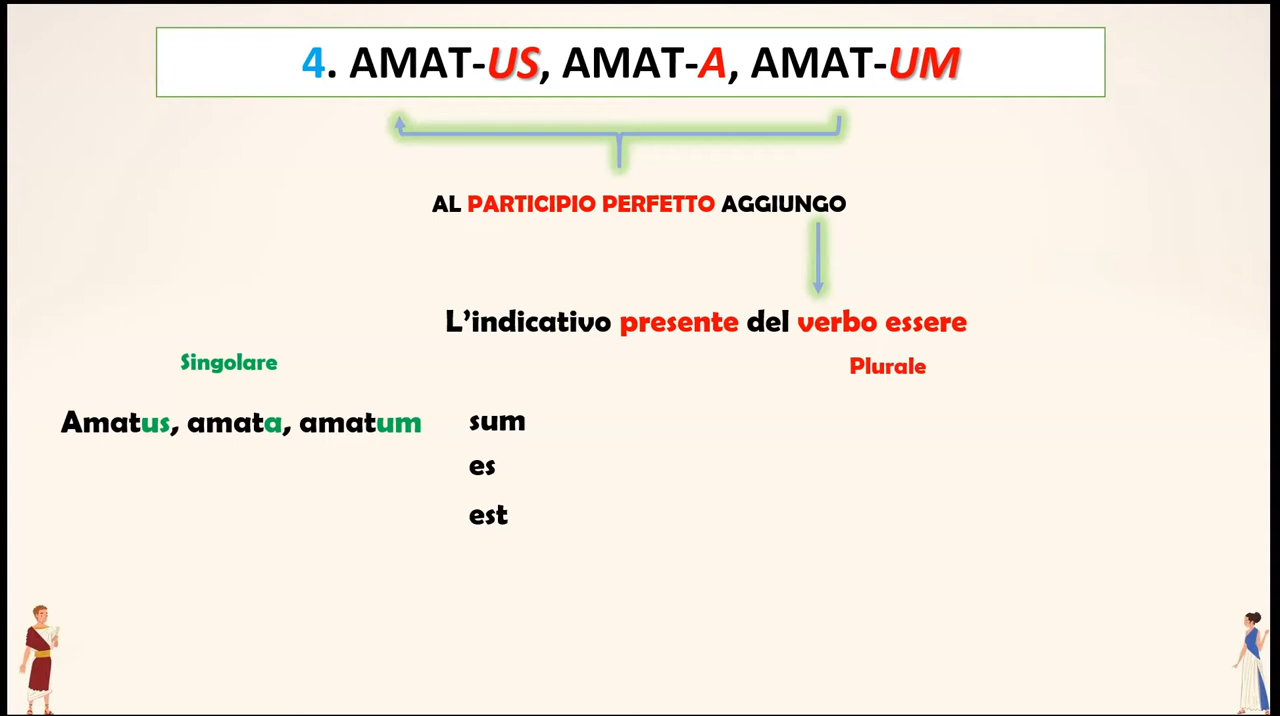 4. AMAT-US, AMAT-A, AMAT-UM
AL PARTICIPIO PERFETTO AGGIUNGO
L’indicativo presente del verbo essere
Singolare
Plurale
Amatus, amata, amatum sum
es
est